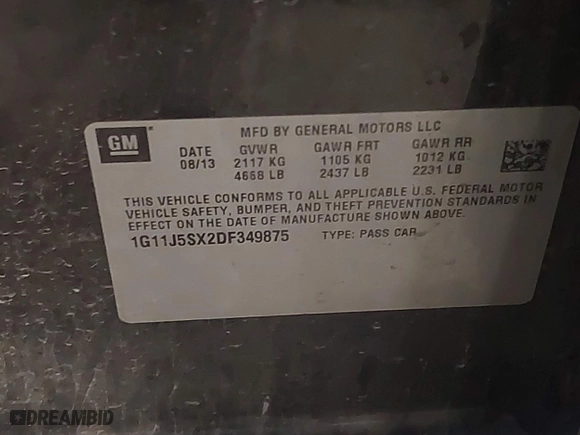 GM
MFD BY GENERAL MOTORS LLC
DATE GVWR GAWR FRT GAWR RR
08/13 2117 KG 1105 KG 1012 KG
4668 LB 2437 LB 2231 LB
THIS VEHICLE CONFORMS TO ALL APPLICABLE U.S. FEDERAL MOTOR
VEHICLE SAFETY, BUMPER, AND THEFT PREVENTION STANDARDS IN
EFFECT ON THE DATE OF MANUFACTURE SHOWN ABOVE.
1G11J5SX2DF349875 TYPE: PASS CAR
DREAMBID